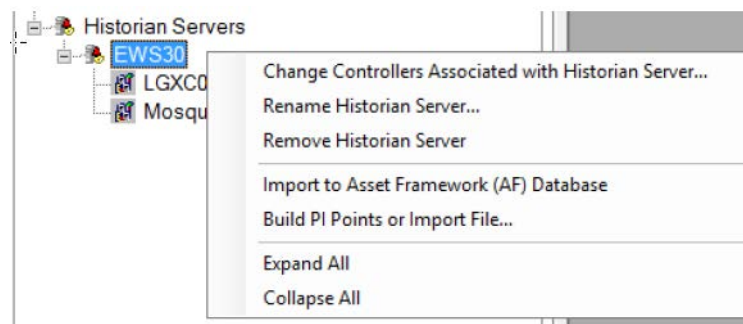 Historian Servers
EWS30
LGXC0
Mosqu
Change Controllers Associated with Historian Server...
Rename Historian Server...
Remove Historian Server
Import to Asset Framework (AF) Database
Build PI Points or Import File...
Expand All
Collapse All